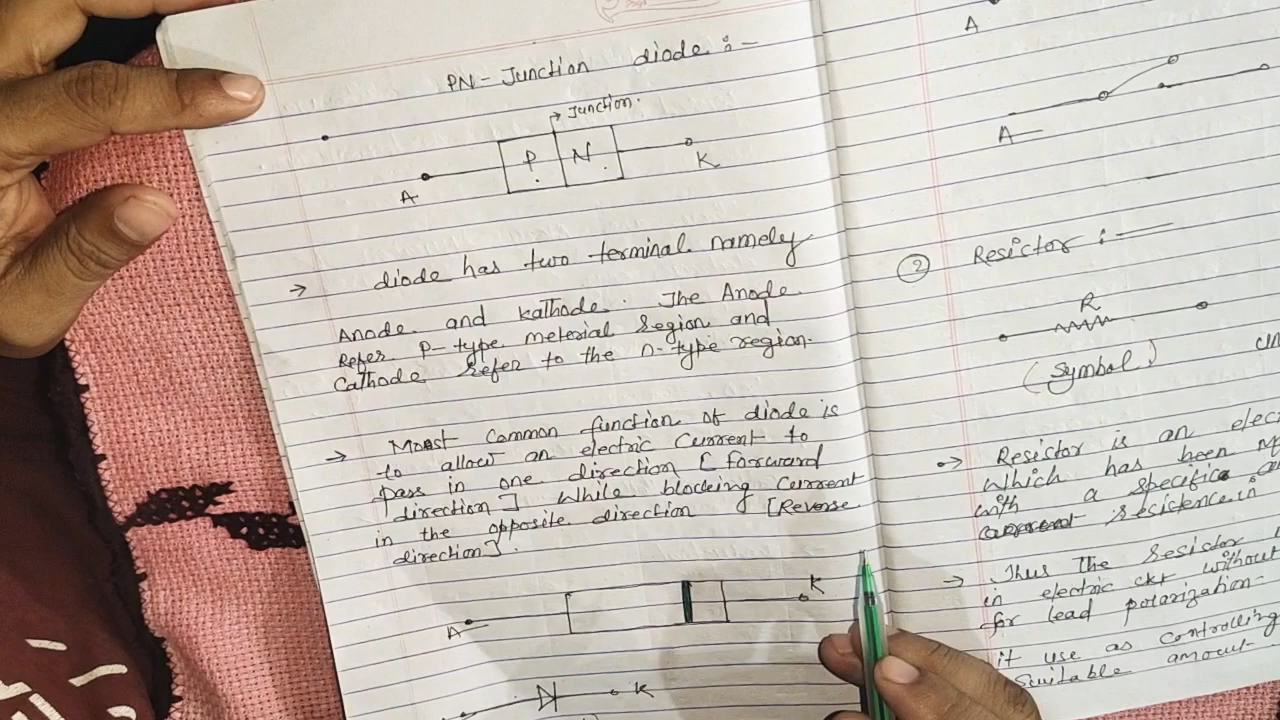 PN-Junction diode :-
Junction.
P N
A K
→ diode has two terminal namely
Anode and Kathode. The Anode
Refer P-type meterial Region and
Cathode Refer to the n-type region.
→ Most Common function of diode is
to allow an electric Current to
pass in one direction [forward
direction] While blocking Current
in the opposite direction [Reverse
direction].
A K
K
A
A
② Resistor :-
R
(Symbol)
→ Resistor is an elec
Which has been
with a specific
resistence in
→ Thus The resistor
in electric ckt without
for lead polarization-
it use as controlling
Suitable amout-